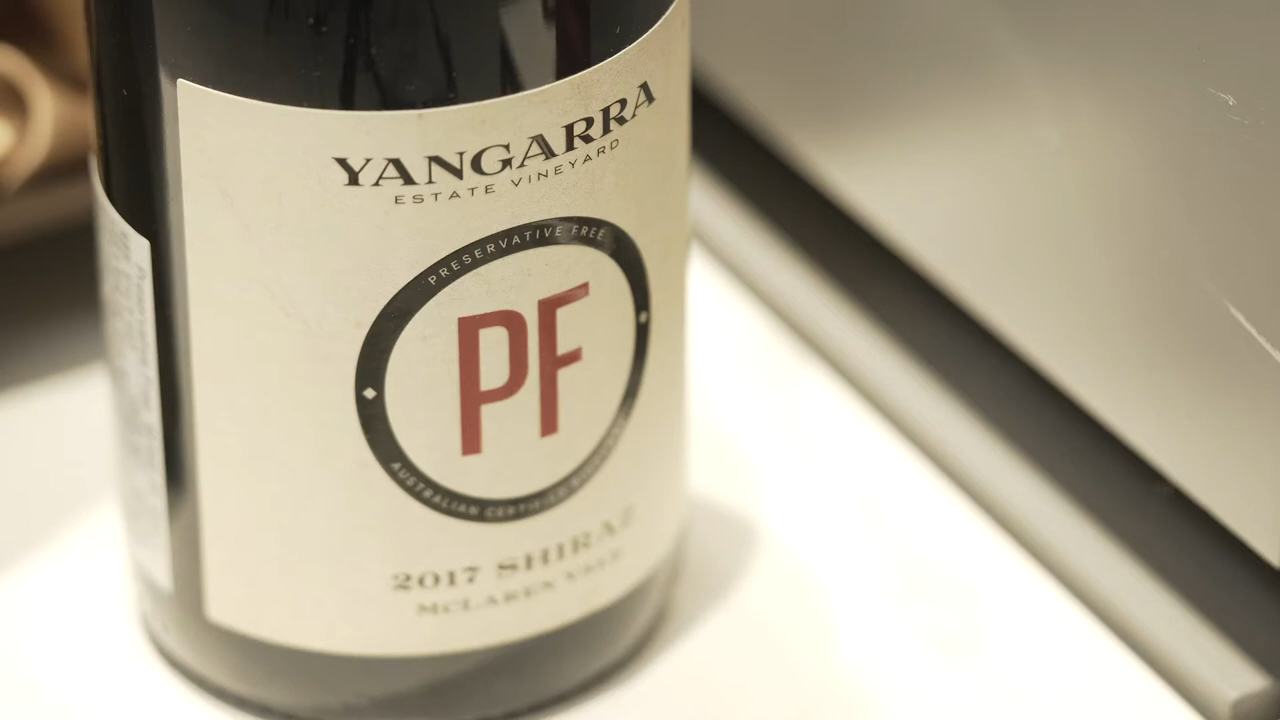 YANGARRA
ESTATE VINEYARD
PRESERVATIVE FREE
PF
AUSTRALIAN CERTIFIED
2017 SHIRAZ
McLAREN VALE